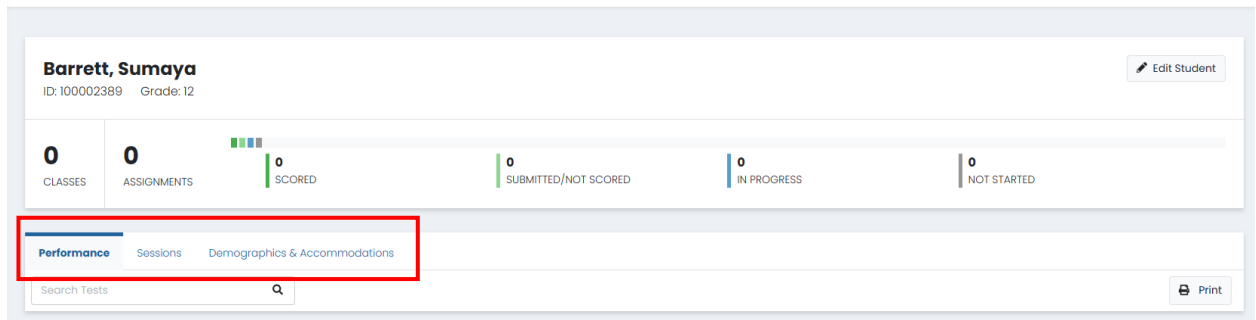 Barrett, Sumaya
Edit Student
ID: 100002389 Grade: 12
0 CLASSES
0 ASSIGNMENTS
0 SCORED
0 SUBMITTED/NOT SCORED
0 IN PROGRESS
0 NOT STARTED
Performance Sessions Demographics & Accommodations
Search Tests
Print